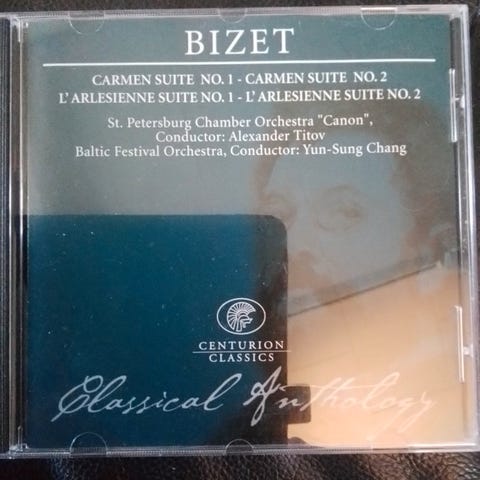 BIZET
CARMEN SUITE NO. 1 - CARMEN SUITE NO. 2
L' ARLESIENNE SUITE NO. 1 - L' ARLESIENNE SUITE NO. 2
St. Petersburg Chamber Orchestra "Canon",
Conductor: Alexander Titov
Baltic Festival Orchestra, Conductor: Yun-Sung Chang
CENTURION
CLASSICS
Classical Anthology